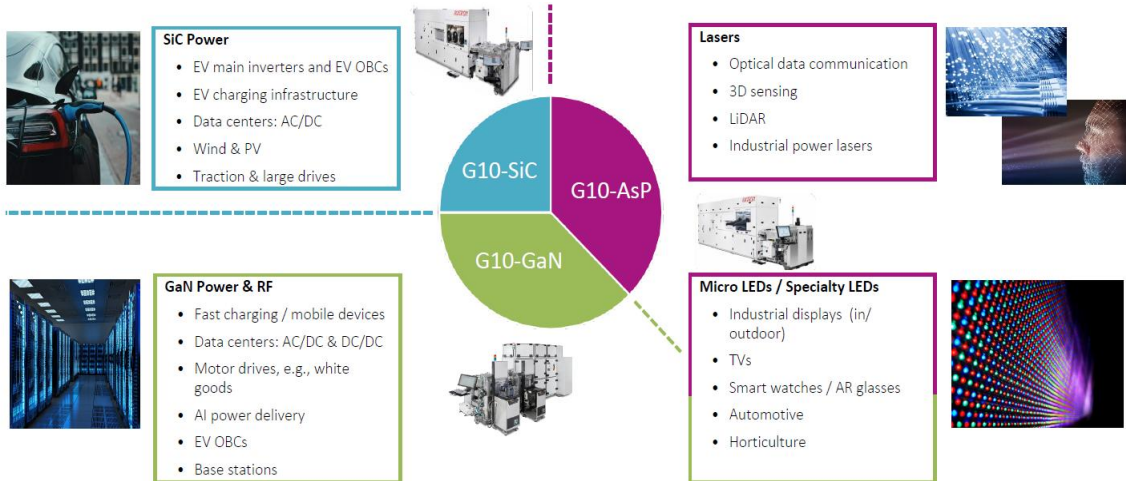 SiC Power
• EV main inverters and EV OBCs
• EV charging infrastructure
• Data centers: AC/DC
• Wind & PV
• Traction & large drives
Lasers
• Optical data communication
• 3D sensing
• LiDAR
• Industrial power lasers
G10-SiC
G10-AsP
G10-GaN
GaN Power & RF
• Fast charging / mobile devices
• Data centers: AC/DC & DC/DC
• Motor drives, e.g., white
goods
• AI power delivery
• EV OBCs
• Base stations
Micro LEDs / Specialty LEDs
• Industrial displays (in/
outdoor)
• TVs
• Smart watches / AR glasses
• Automotive
• Horticulture